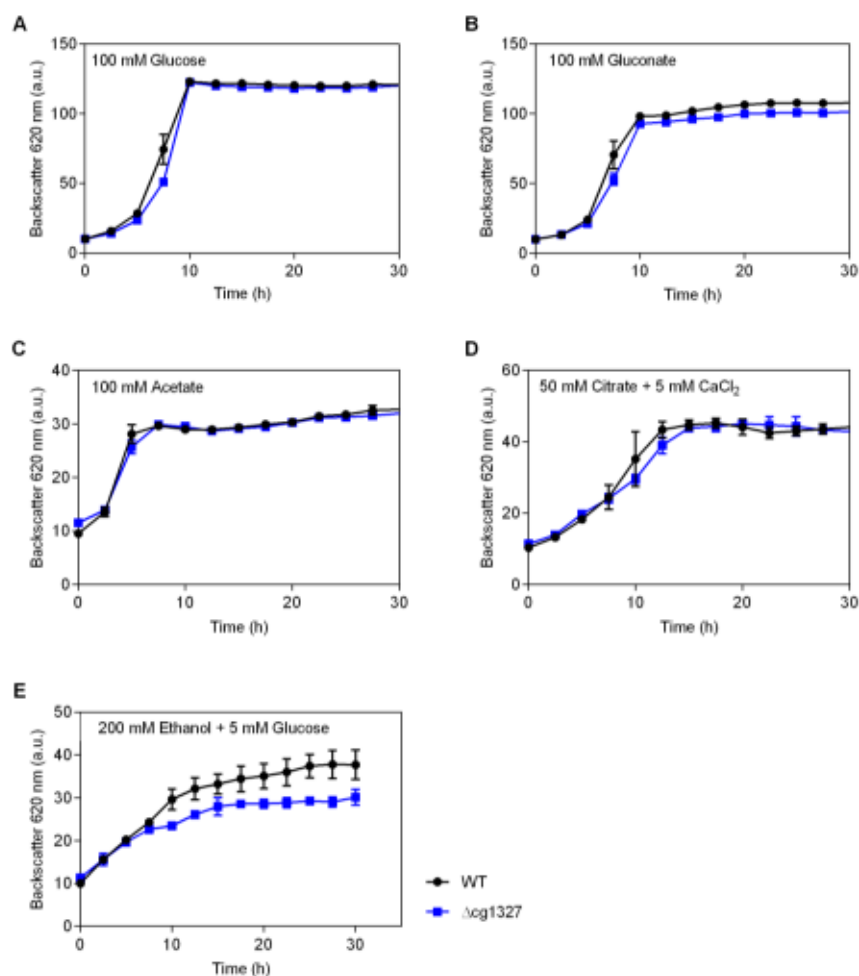 A
100 mM Glucose
Backscatter 620 nm (a.u.)
150
100
50
0
0 10 20 30
Time (h)
B
100 mM Gluconate
Backscatter 620 nm (a.u.)
150
100
50
0
0 10 20 30
Time (h)
C
100 mM Acetate
Backscatter 620 nm (a.u.)
40
30
20
10
0
0 10 20 30
Time (h)
D
50 mM Citrate + 5 mM CaCl₂
Backscatter 620 nm (a.u.)
60
40
20
0
0 10 20 30
Time (h)
E
200 mM Ethanol + 5 mM Glucose
Backscatter 620 nm (a.u.)
50
40
30
20
10
0
0 10 20 30
Time (h)
WT
Δcg1327